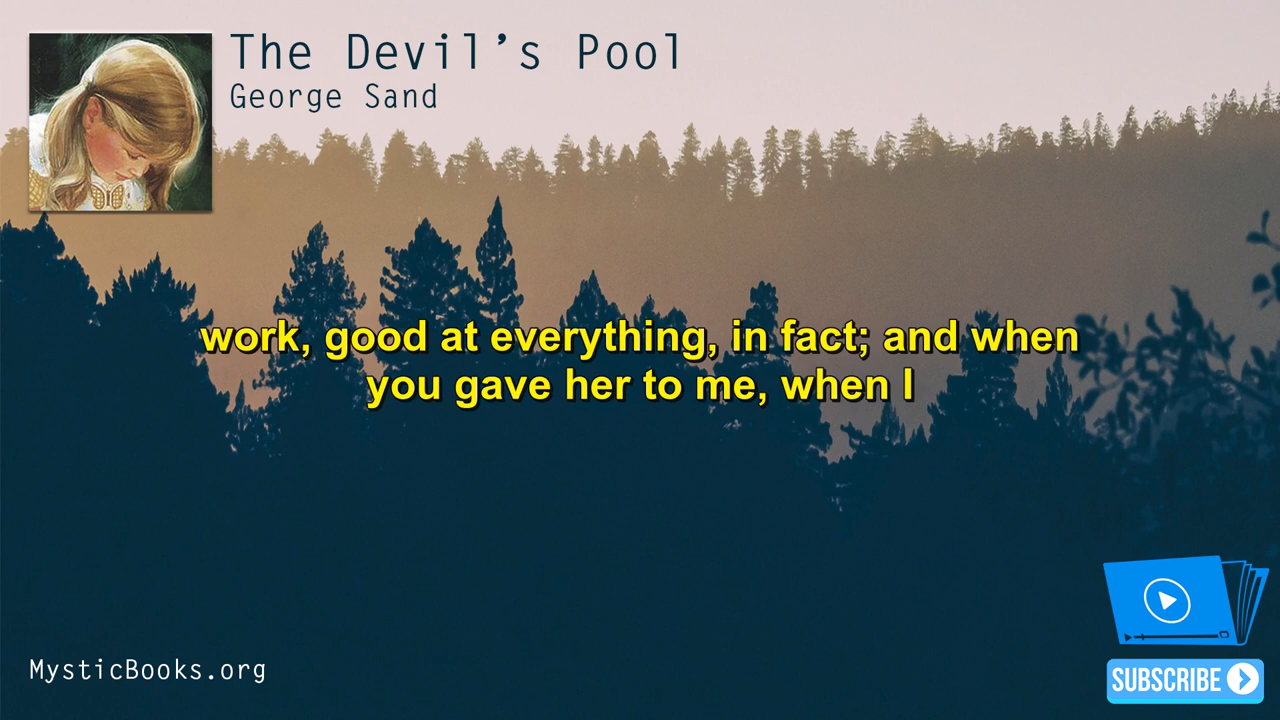 The Devil’s Pool
George Sand
work, good at everything, in fact; and when
you gave her to me, when I
MysticBooks.org
SUBSCRIBE